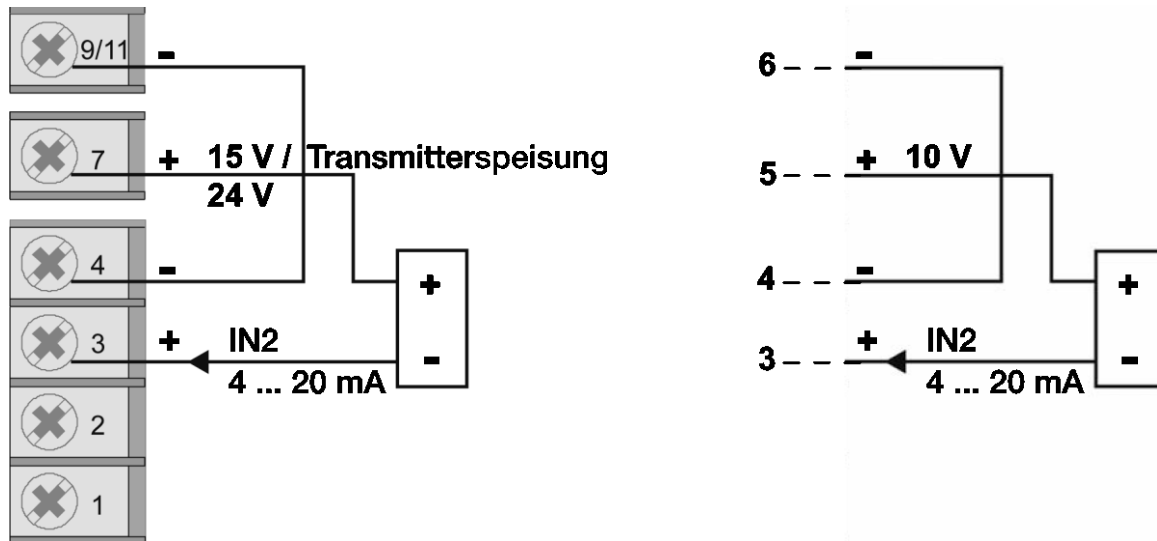 9/11 -
7 + 15 V / Transmitterspeisung
24 V
4 -
+
3 + IN2
-
4 ... 20 mA
2
1
6 -
5 + 10 V
4 -
+
3 + IN2
-
4 ... 20 mA